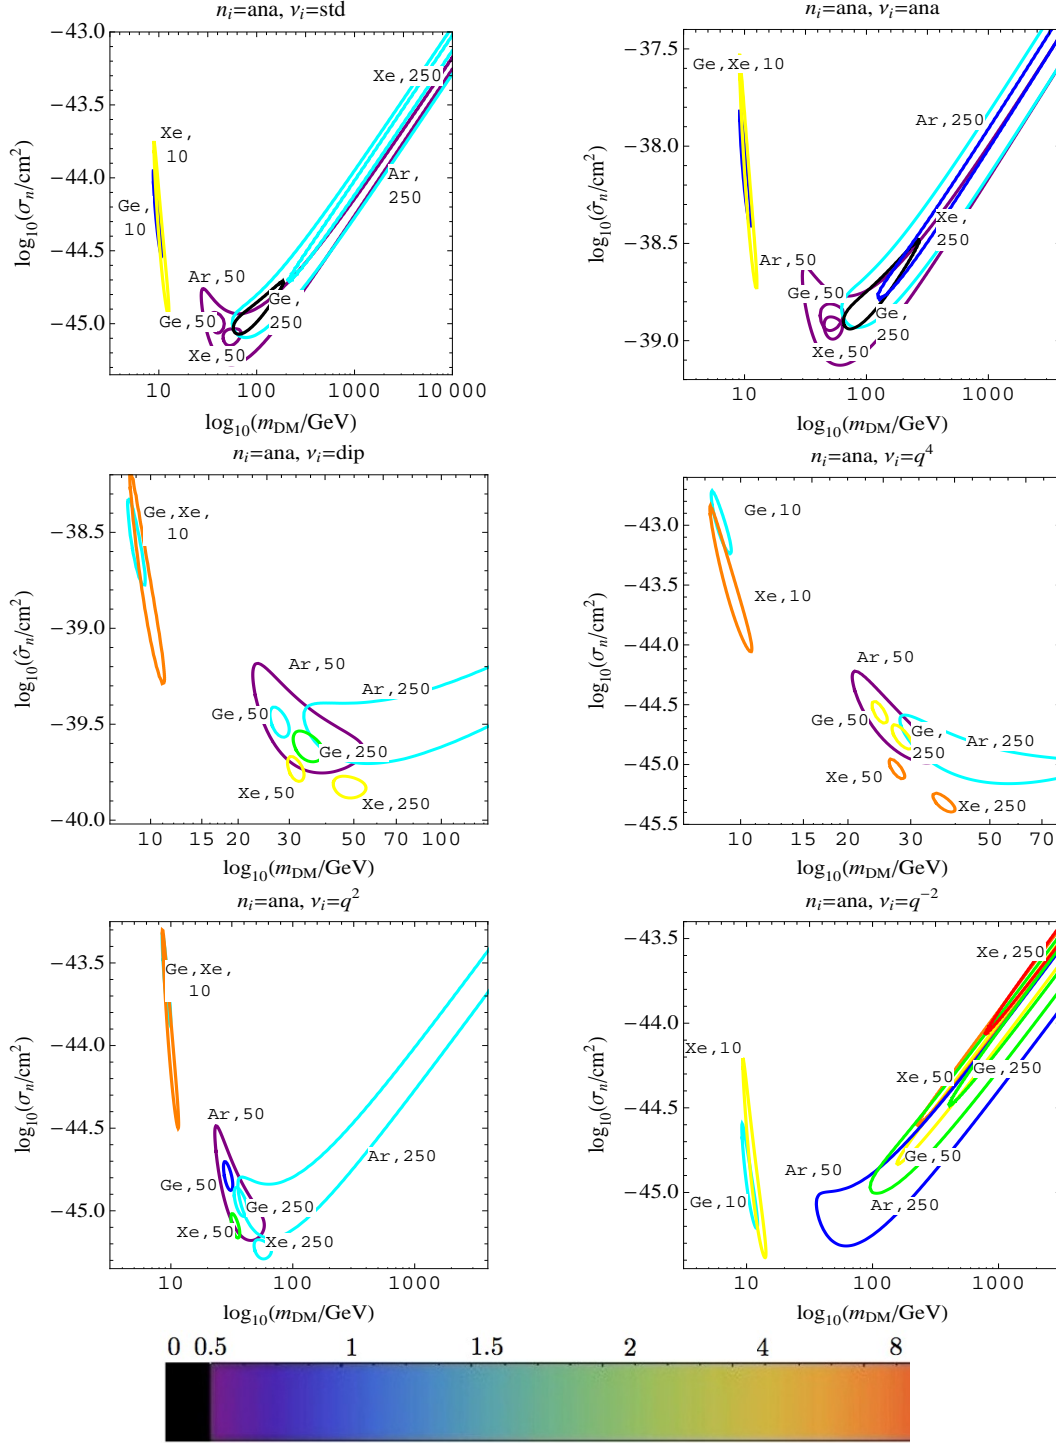 n_i=ana, ν_i=std
−43.0
−43.5
−44.0
−44.5
−45.0
log₁₀(σ_n/cm²)
Xe,250
Xe,
10
Ge,
10
Ar,
250
Ar,50
Ge,50
Ge,
250
Xe,50
10
100
1000
10 000
log₁₀(m_DM/GeV)
n_i=ana, ν_i=ana
−37.5
−38.0
−38.5
−39.0
log₁₀(σ̂_n/cm²)
Ge,Xe,10
Ar,250
Xe,
250
Ar,50
Ge,50
Ge,
250
Xe,50
10
100
1000
log₁₀(m_DM/GeV)
n_i=ana, ν_i=dip
−38.5
−39.0
−39.5
−40.0
log₁₀(σ̂_n/cm²)
Ge,Xe,
10
Ar,50
Ar,250
Ge,50
Ge,250
Xe,50
Xe,250
10
15
20
30
50
70
100
log₁₀(m_DM/GeV)
n_i=ana, ν_i=q⁴
−43.0
−43.5
−44.0
−44.5
−45.0
−45.5
log₁₀(σ_n/cm²)
Ge,10
Xe,10
Ar,50
Ge,50
Ge,
250
Ar,250
Xe,50
Xe,250
10
15
20
30
50
70
log₁₀(m_DM/GeV)
n_i=ana, ν_i=q²
−43.5
−44.0
−44.5
−45.0
log₁₀(σ_n/cm²)
Ge,Xe,
10
Ar,50
Ar,250
Ge,50
Ge,250
Xe,50
Xe,250
10
100
1000
log₁₀(m_DM/GeV)
n_i=ana, ν_i=q⁻²
−43.5
−44.0
−44.5
−45.0
log₁₀(σ_n/cm²)
Xe,250
Xe,10
Xe,50
Ge,250
Ge,50
Ar,50
Ge,10
Ar,250
10
100
1000
log₁₀(m_DM/GeV)
0 0.5 1 1.5 2 4 8